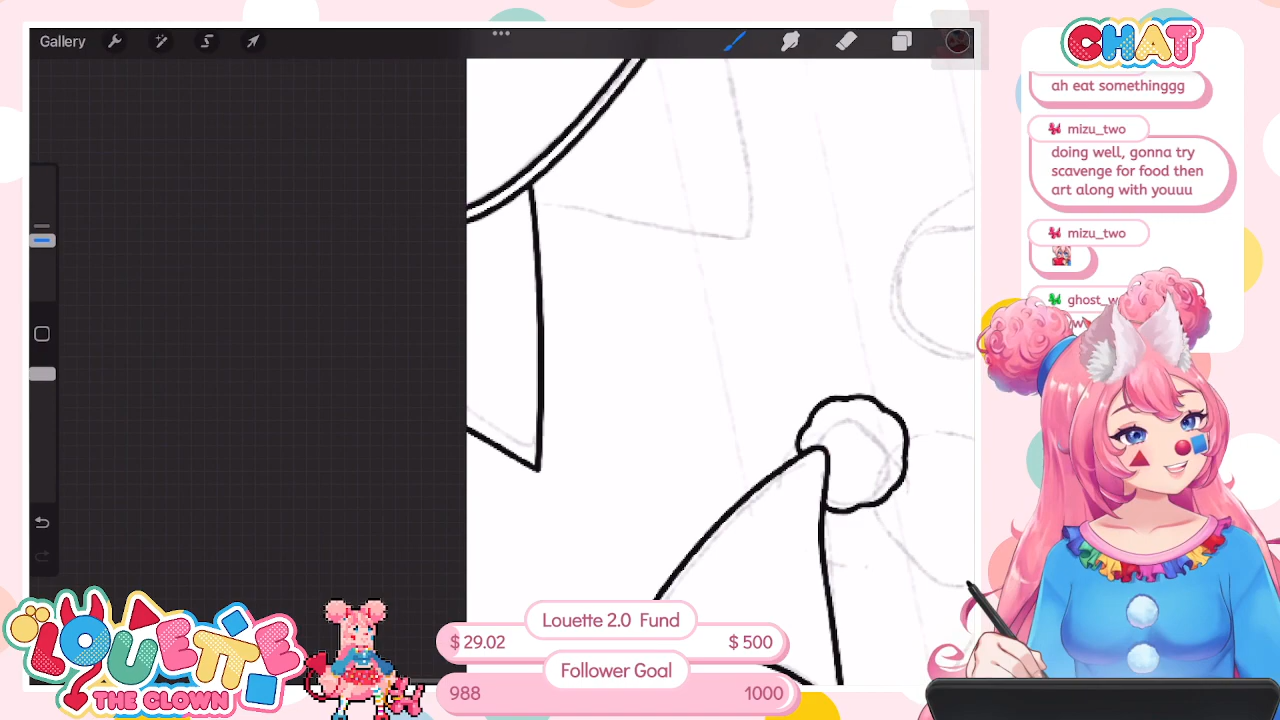 Gallery
CHAT
ah eat somethinggg
mizu_two
doing well, gonna try
scavenge for food then
art along with youuu
mizu_two
LOUETTE
THE CLOWN
Louette 2.0 Fund
$ 29.02
$ 500
Follower Goal
988
1000